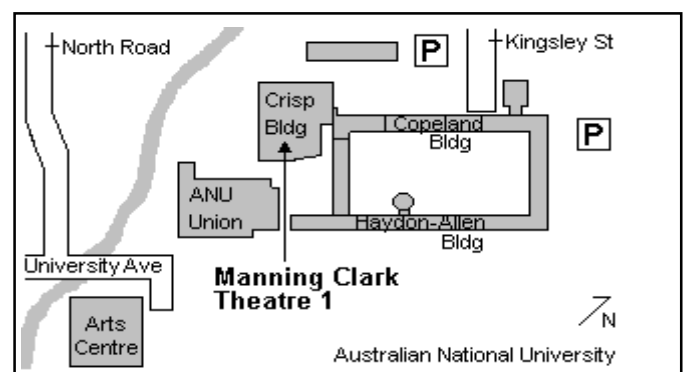 North Road
P
Kingsley St
Crisp
Bldg
Copeland
Bldg
P
ANU
Union
Haydon-Allen
Bldg
University Ave
Manning Clark
Theatre 1
Arts
Centre
N
Australian National University